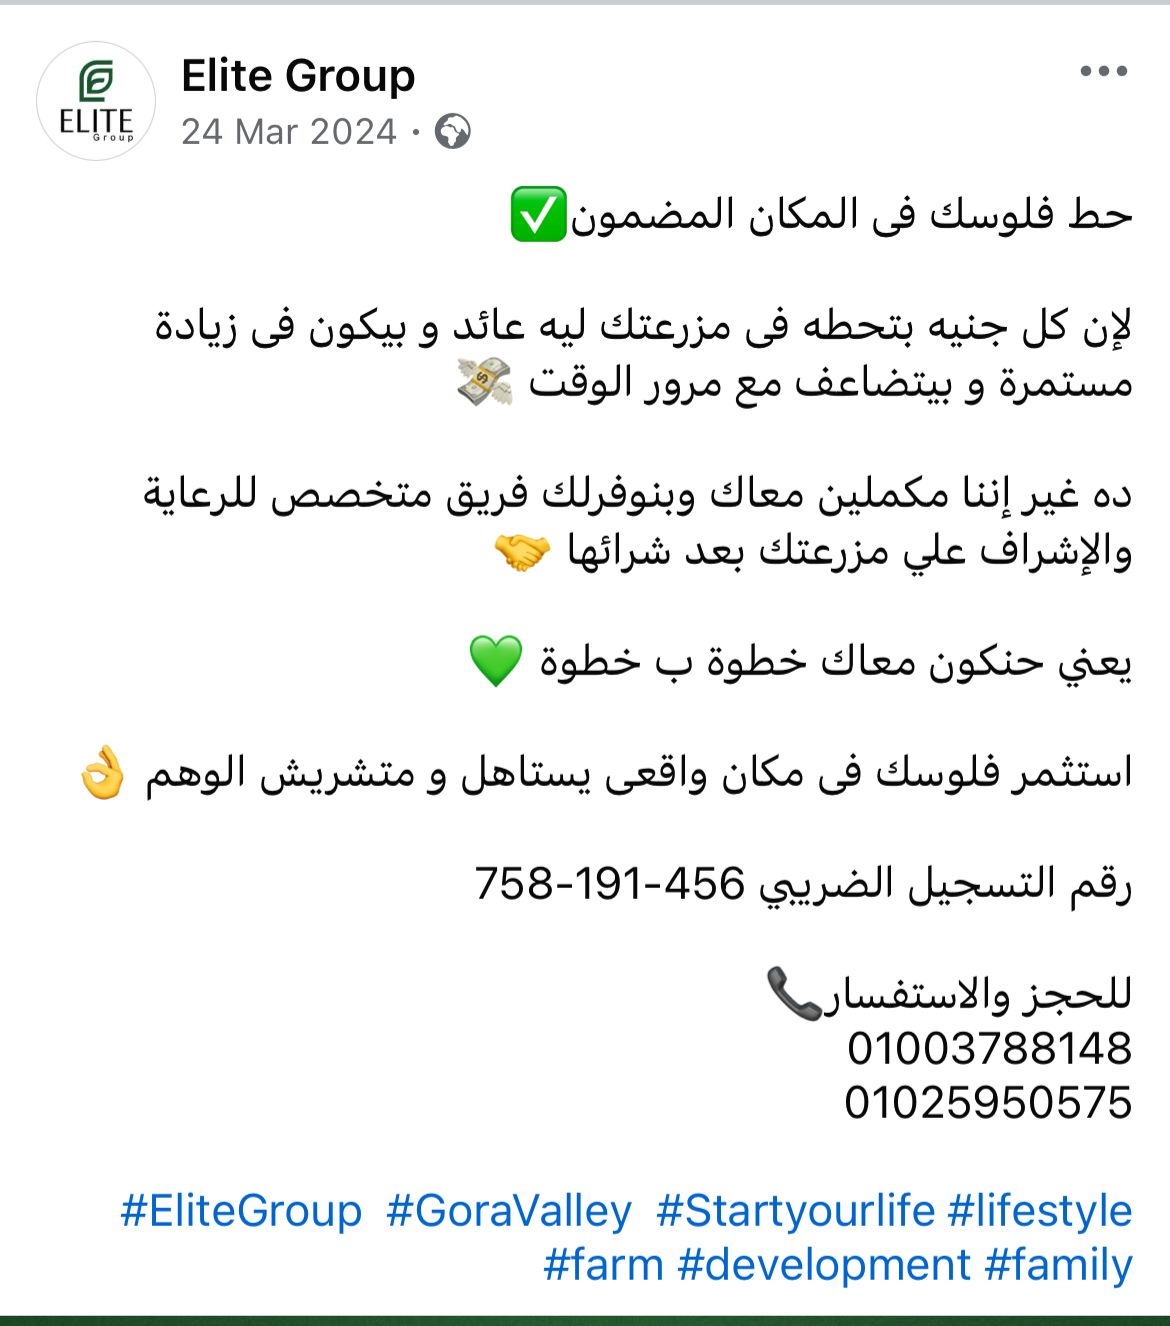 ELITE
Group
Elite Group
24 Mar 2024 ·
حط فلوسك فى المكان المضمون✅
لإن كل جنيه بتحطه فى مزرعتك ليه عائد و بيكون فى زيادة
مستمرة و بيتضاعف مع مرور الوقت 💸
ده غير إننا مكملين معاك وبنوفرلك فريق متخصص للرعاية
والإشراف علي مزرعتك بعد شرائها 🤝
يعني حنكون معاك خطوة ب خطوة 💚
استثمر فلوسك فى مكان واقعى يستاهل و متشريش الوهم 👌
رقم التسجيل الضريبي 456-191-758
للحجز والاستفسار📞
01003788148
01025950575
#EliteGroup #GoraValley #Startyourlife #lifestyle
#farm #development #family